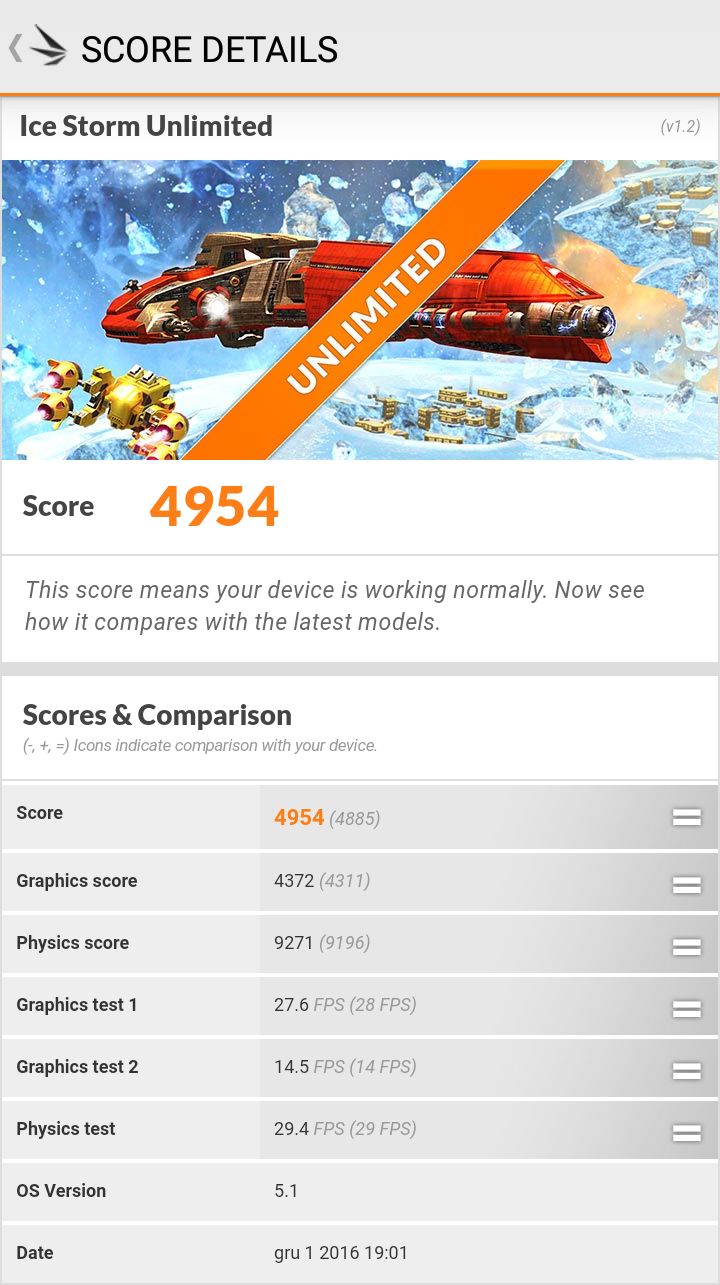 SCORE DETAILS
Ice Storm Unlimited
(v1.2)
UNLIMITED
Score 4954
This score means your device is working normally. Now see
how it compares with the latest models.
Scores & Comparison
(-, +, =) Icons indicate comparison with your device.
Score 4954 (4885)
Graphics score 4372 (4311)
Physics score 9271 (9196)
Graphics test 1 27.6 FPS (28 FPS)
Graphics test 2 14.5 FPS (14 FPS)
Physics test 29.4 FPS (29 FPS)
OS Version 5.1
Date gru 1 2016 19:01